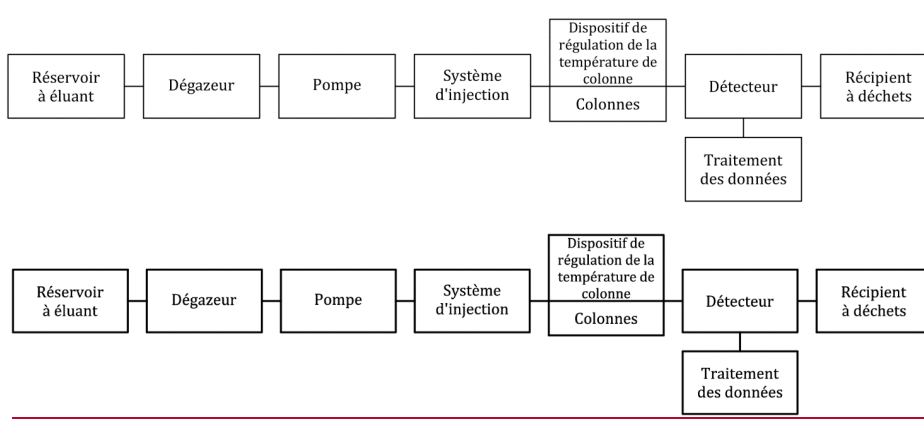 Réservoir
à éluant
Dégazeur
Pompe
Système
d'injection
Dispositif de
régulation de la
température de
colonne
Colonnes
Détecteur
Récipient
à déchets
Traitement
des données
Réservoir
à éluant
Dégazeur
Pompe
Système
d'injection
Dispositif de
régulation de la
température de
colonne
Colonnes
Détecteur
Récipient
à déchets
Traitement
des données